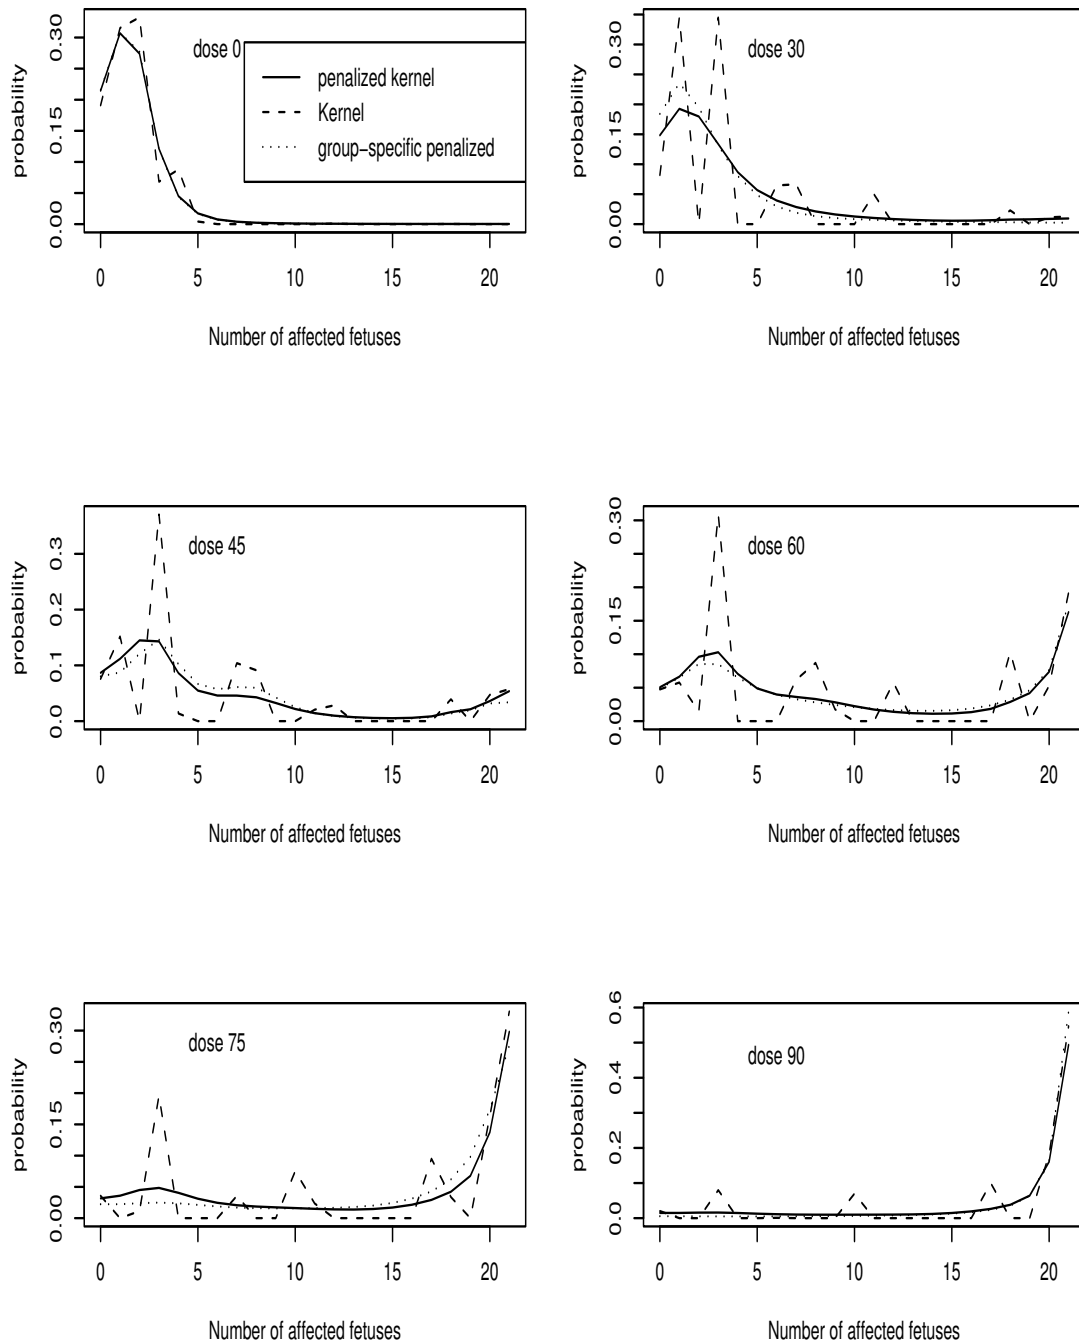 dose 0
penalized kernel
Kernel
group-specific penalized
probability
0.30
0.15
0.00
0 5 10 15 20
Number of affected fetuses
dose 30
probability
0.30
0.15
0.00
0 5 10 15 20
Number of affected fetuses
dose 45
probability
0.3
0.2
0.1
0.0
0 5 10 15 20
Number of affected fetuses
dose 60
probability
0.30
0.15
0.00
0 5 10 15 20
Number of affected fetuses
dose 75
probability
0.30
0.15
0.00
0 5 10 15 20
Number of affected fetuses
dose 90
probability
0.6
0.4
0.2
0.0
0 5 10 15 20
Number of affected fetuses